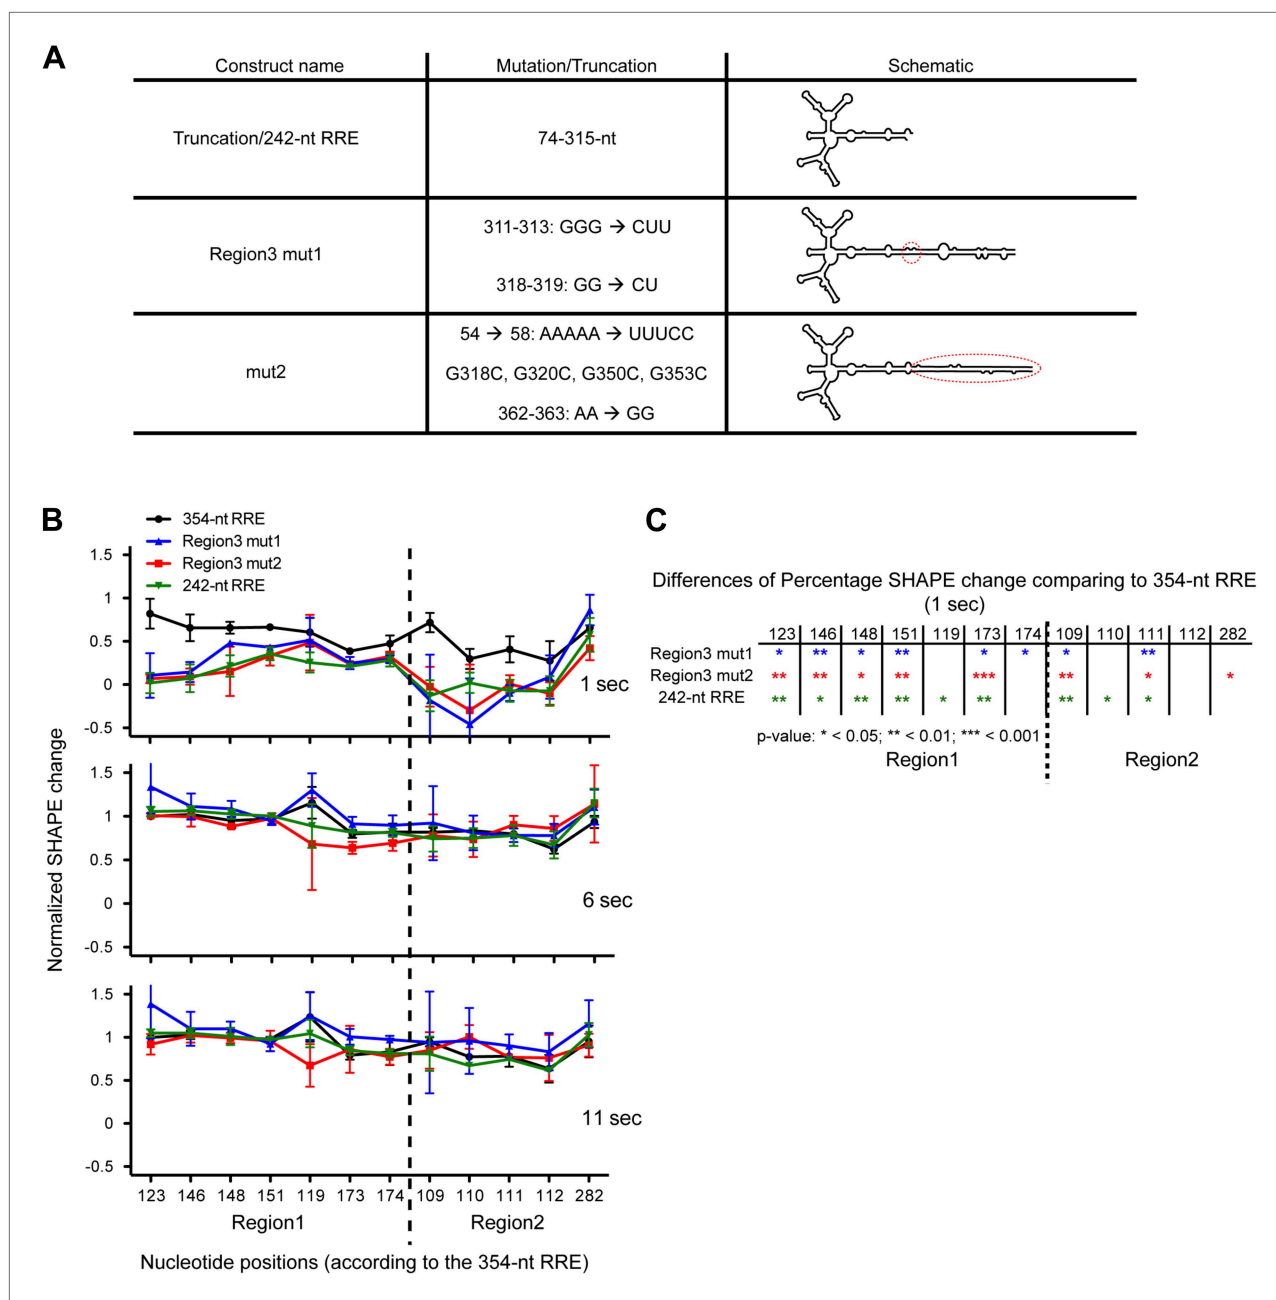 A
Construct name Mutation/Truncation Schematic
Truncation/242-nt RRE 74-315-nt
311-313: GGG → CUU
Region3 mut1
318-319: GG → CU
54 → 58: AAAAA → UUUCC
mut2 G318C, G320C, G350C, G353C
362-363: AA → GG
B
354-nt RRE
Region3 mut1
Region3 mut2
242-nt RRE
Normalized SHAPE change
1.5
1
0.5
0
-0.5
1 sec
1.5
1
0.5
0
-0.5
6 sec
1.5
1
0.5
0
-0.5
11 sec
123 146 148 151 119 173 174 109 110 111 112 282
Region1 Region2
Nucleotide positions (according to the 354-nt RRE)
C
Differences of Percentage SHAPE change comparing to 354-nt RRE
(1 sec)
123 146 148 151 119 173 174 109 110 111 112 282
Region3 mut1 * ** * ** * * * **
Region3 mut2 ** ** * ** *** ** * *
242-nt RRE ** * ** ** * ** ** * *
p-value: * < 0.05; ** < 0.01; *** < 0.001
Region1 Region2